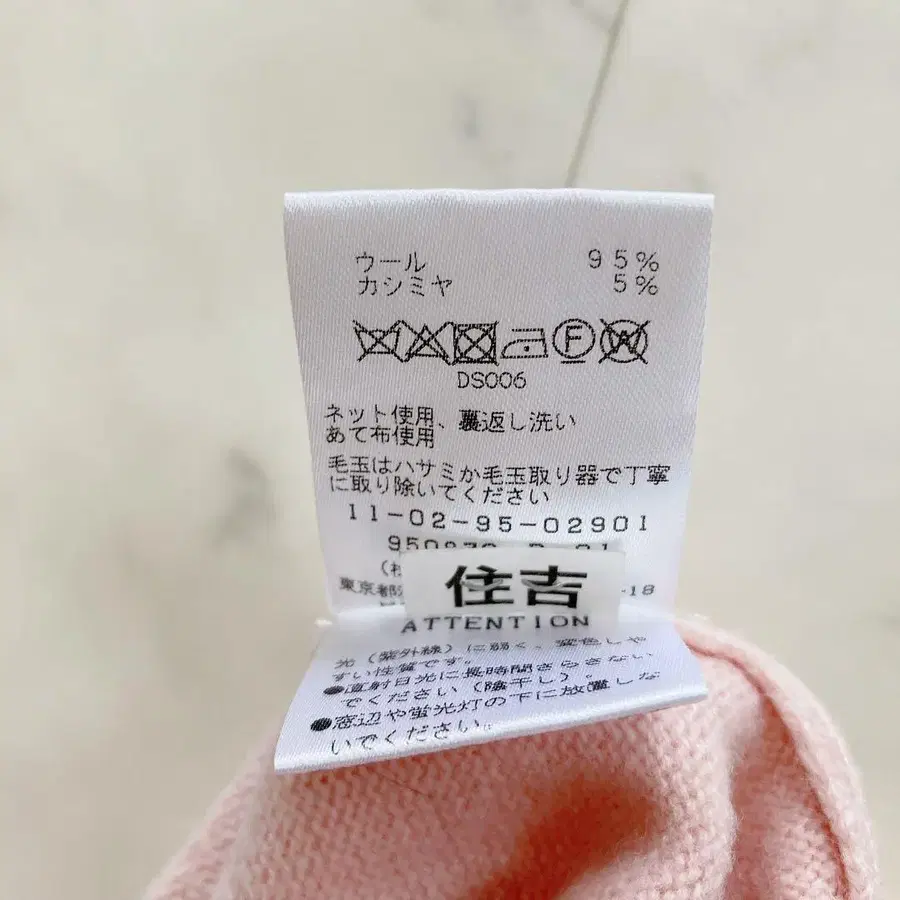 ウール 95%
カシミヤ 5%
F
W
DS006
ネット使用、裏返し洗い
あて布使用
毛玉はハサミか毛玉取り器で丁寧
に取り除いてください
11-02-95-02901
東京都
-18
住吉
ATTENTION
光(紫外線)に弱く、変色しや
すい性質です。
●直射日光に長時間さらさない
でください(陰干し)。
●窓辺や蛍光灯の下に放置しな
いでください。